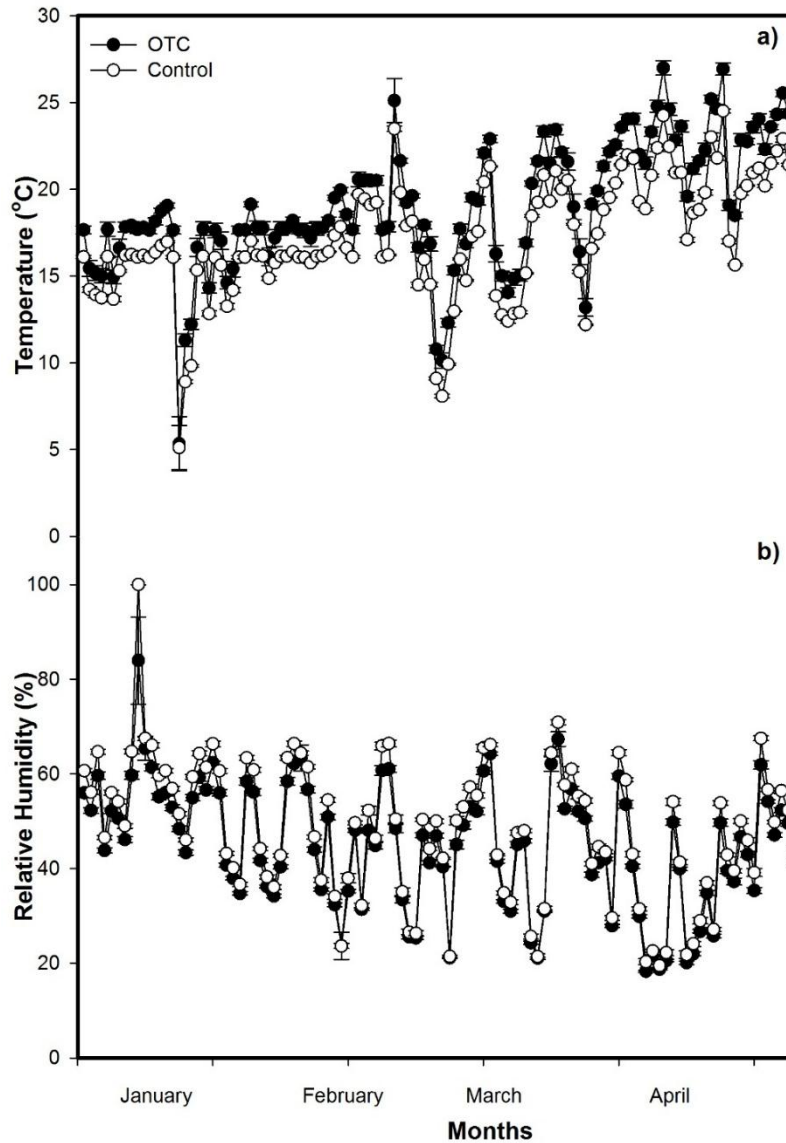 30
a)
OTC
Control
25
20
15
10
5
0
Temperature (°C)
b)
100
80
60
40
20
0
Relative Humidity (%)
January February March April
Months